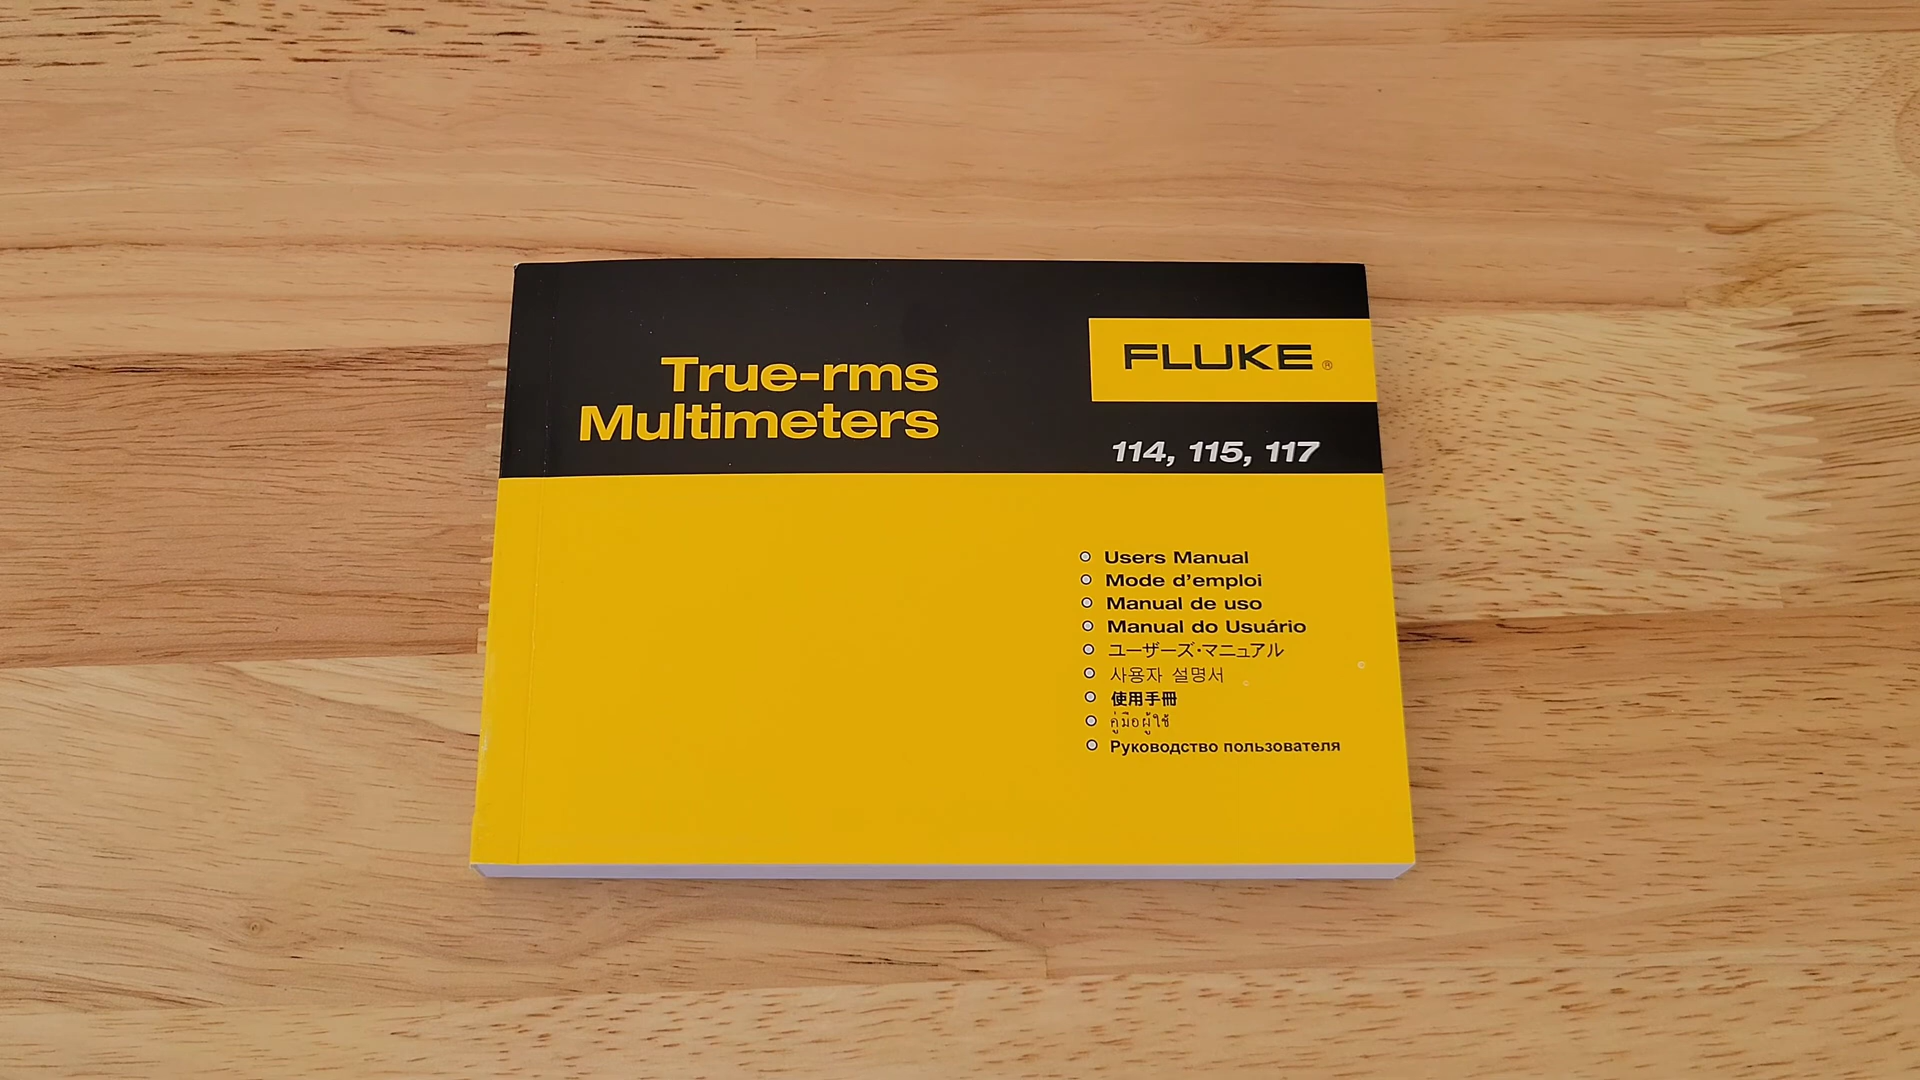 True-rms
Multimeters
FLUKE®
114, 115, 117
Users Manual
Mode d'emploi
Manual de uso
Manual do Usuário
ユーザーズ·マニュアル
사용자 설명서
使用手冊
คู่มือผู้ใช้
Руководство пользователя